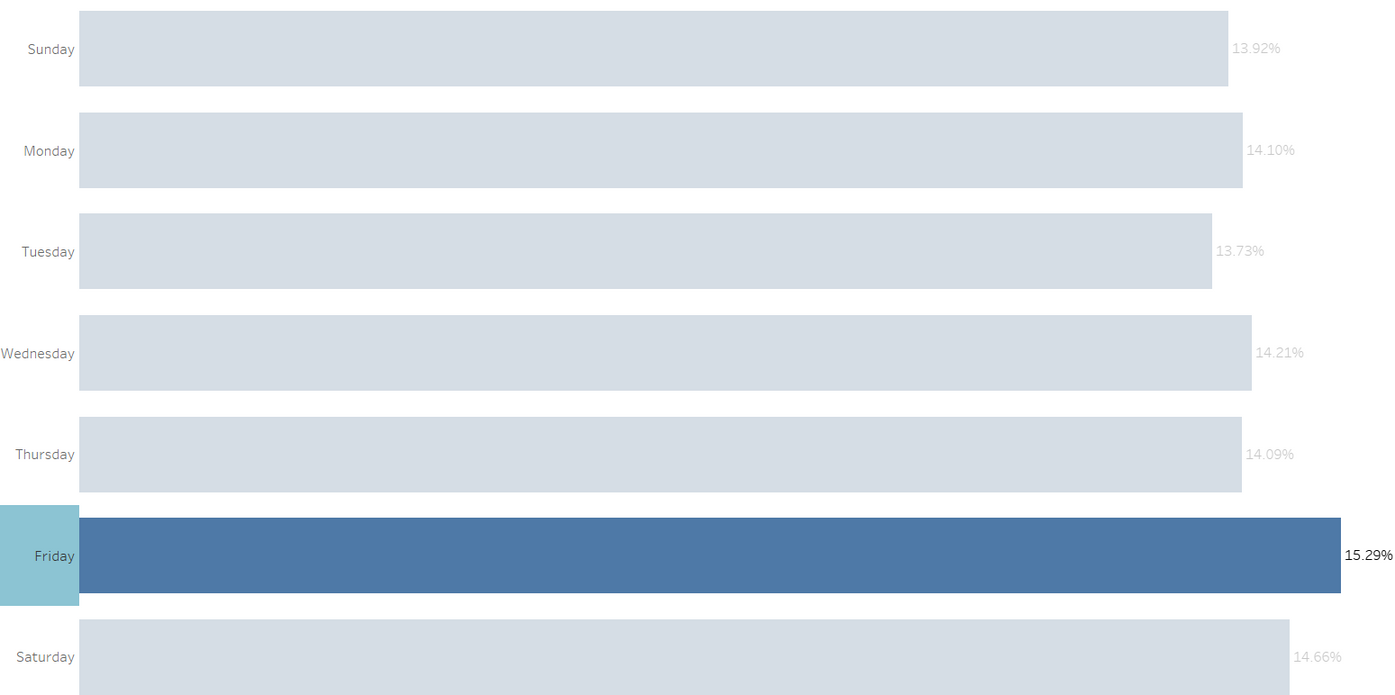 Sunday 13.92%
Monday 14.10%
Tuesday 13.73%
Wednesday 14.21%
Thursday 14.09%
Friday 15.29%
Saturday 14.66%